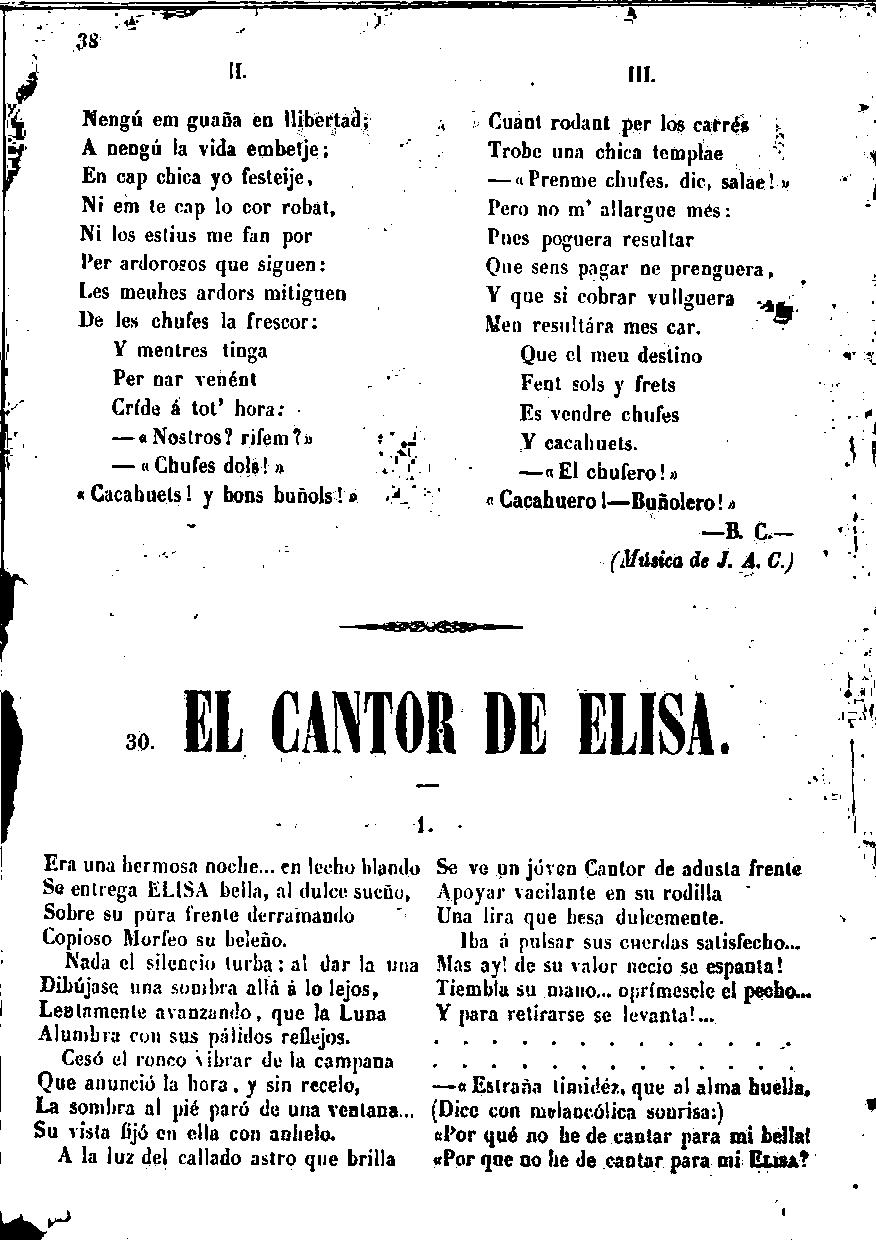 38
II.
Nengú em guaña en llibertad;
A nengú la vida embetje;
En cap chica yo festeije,
Ni em te cap lo cor robat,
Ni los estius me fan por
Per ardorosos que siguen:
Les meuhes ardors mitiguen
De les chufes la frescor:
Y mentres tinga
Per nar venént
Críde á tot' hora:
—«Nostros? rifem?»
—«Chufes dols!»
«Cacahuets! y bons buñols!»
III.
Cuant rodant per los carrés
Trobe una chica templae
—«Prenme chufes, dic, salae!»
Pero no m' allargue més:
Pues poguera resultar
Que sens pagar ne prenguera,
Y que si cobrar vullguera
Men resultára mes car.
Que el meu destino
Fent sols y frets
Es vendre chufes
Y cacahuets.
—«El chufero!»
«Cacahuero!—Buñolero!»
—B. C.—
(Música de J. A. C.)
30. EL CANTOR DE ELISA.
1.
Era una hermosa noche... en lecho blando
Se entrega ELISA bella, al dulce sueño,
Sobre su pura frente derramando
Copioso Morfeo su beleño.
Nada el silencio turba; al dar la una
Dibújase una sombra allá á lo lejos,
Lentamente avanzando, que la Luna
Alumbra con sus pálidos reflejos.
Cesó el ronco vibrar de la campana
Que anunció la hora, y sin recelo,
La sombra al pié paró de una ventana...
Su vista fijó en ella con anhelo.
A la luz del callado astro que brilla
Se ve un jóven Cantor de adusta frente
Apoyar vacilante en su rodilla
Una lira que besa dulcemente.
Iba á pulsar sus cuerdas satisfecho...
Mas ay! de su valor necio se espanta!
Tiembla su mano... oprímesele el pecho...
Y para retirarse se levanta!...
. . . . . . . . . . . . .
. . . . . . . . . . . . .
—«Estraña timidéz, que al alma huella,
(Dice con melancólica sonrisa:)
«Por qué no he de cantar para mi bella!
«Por que no he de cantar para mi ELISA?